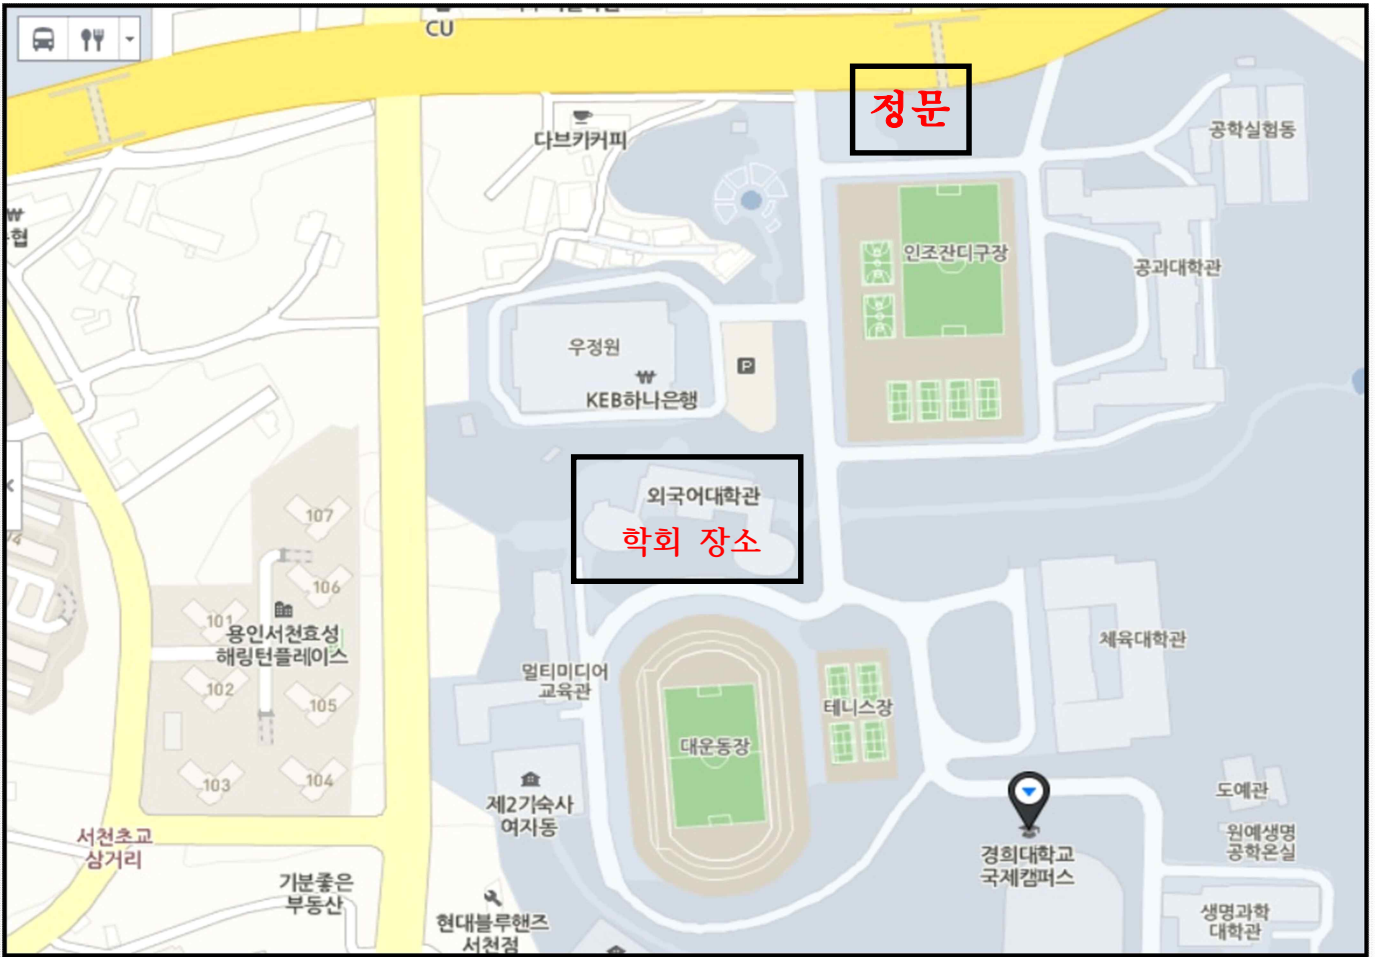 CU
정문
다브키커피
공학실험동
인조잔디구장
공과대학관
우정원
KEB하나은행
P
외국어대학관
학회 장소
107
106
101
용인서천효성
해링턴플레이스
102
105
103
104
체육대학관
멀티미디어
교육관
테니스장
대운동장
제2기숙사
여자동
도예관
원예생명
공학온실
경희대학교
국제캠퍼스
서천초교
삼거리
기분좋은
부동산
현대블루핸즈
서천점
생명과학
대학관